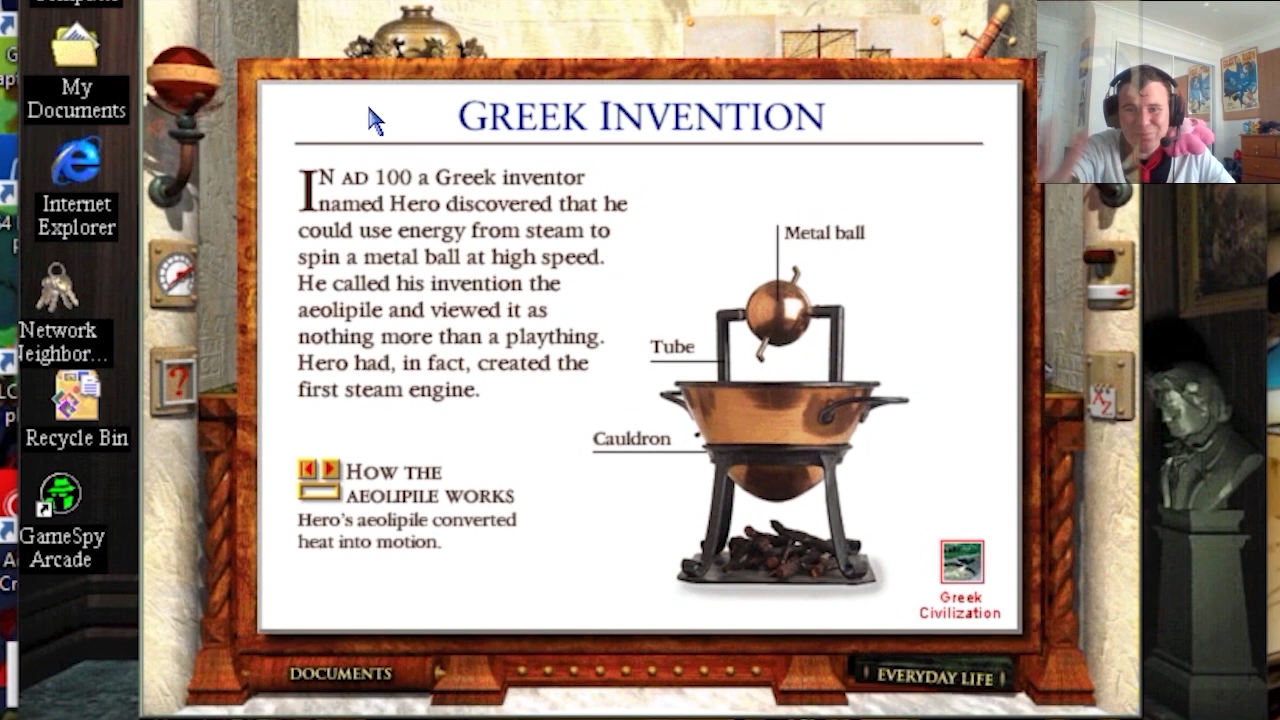 My
Documents
Internet
Explorer
Network
Neighbor...
Recycle Bin
GameSpy
Arcade
GREEK INVENTION
IN AD 100 a Greek inventor
named Hero discovered that he
could use energy from steam to
spin a metal ball at high speed.
He called his invention the
aeolipile and viewed it as
nothing more than a plaything.
Hero had, in fact, created the
first steam engine.
Metal ball
Tube
Cauldron
HOW THE
AEOLIPILE WORKS
Hero's aeolipile converted
heat into motion.
Greek
Civilization
?
XZ
DOCUMENTS
EVERYDAY LIFE